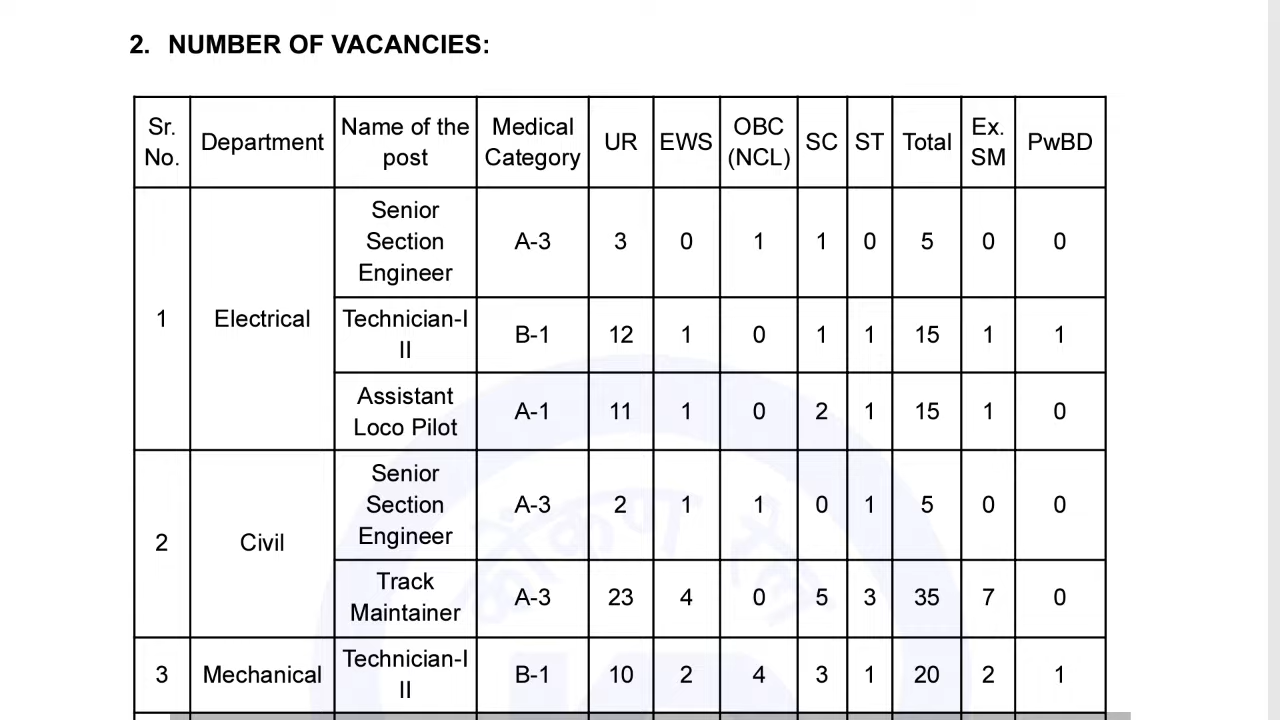 2. NUMBER OF VACANCIES:
Sr. No. Department Name of the post Medical Category UR EWS OBC (NCL) SC ST Total Ex. SM PwBD
1 Electrical Senior Section Engineer A-3 3 0 1 1 0 5 0 0
Technician-I II B-1 12 1 0 1 1 15 1 1
Assistant Loco Pilot A-1 11 1 0 2 1 15 1 0
2 Civil Senior Section Engineer A-3 2 1 1 0 1 5 0 0
Track Maintainer A-3 23 4 0 5 3 35 7 0
3 Mechanical Technician-I II B-1 10 2 4 3 1 20 2 1
कोंकण रेल